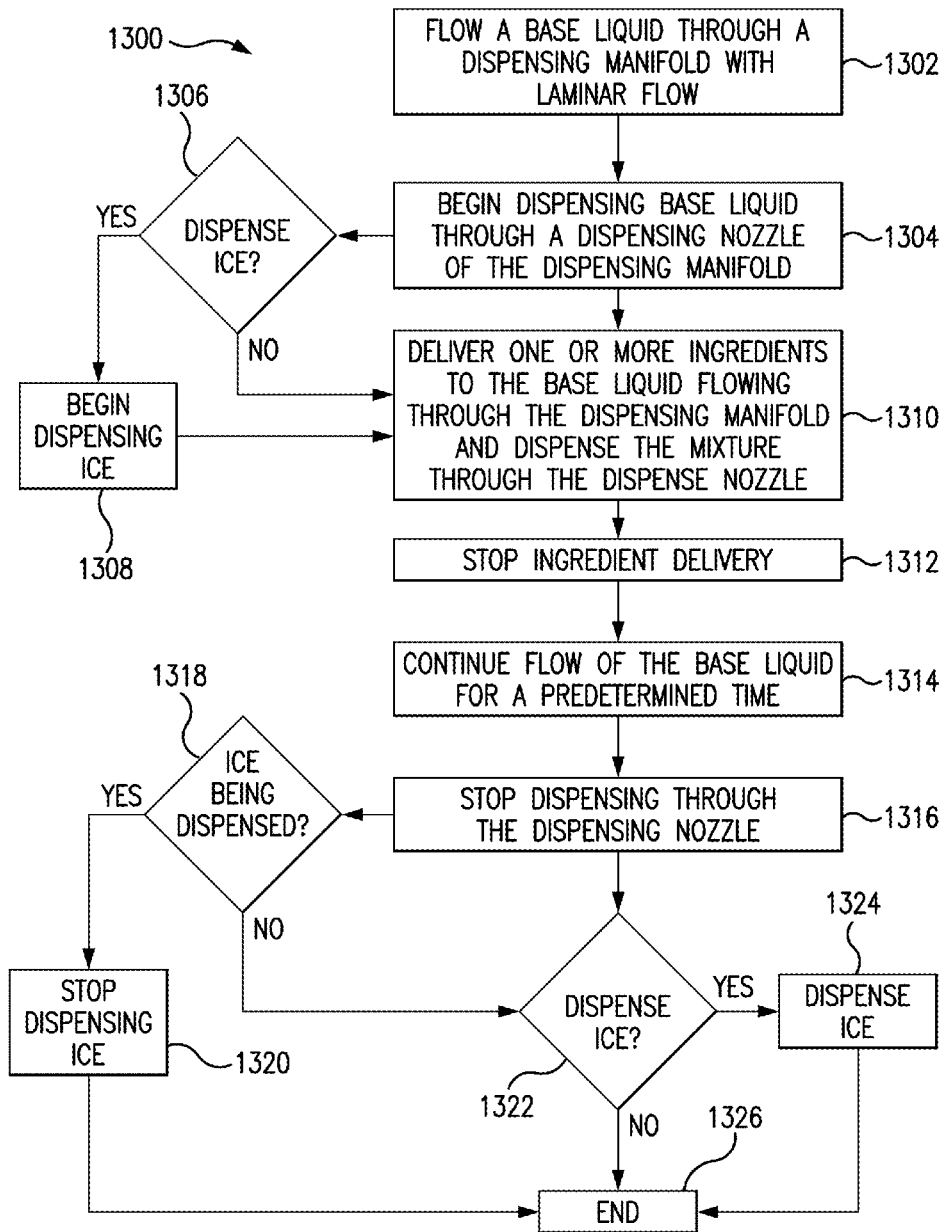 1300
FLOW A BASE LIQUID THROUGH A
DISPENSING MANIFOLD WITH
LAMINAR FLOW
1302
1306
YES
DISPENSE
ICE?
NO
BEGIN DISPENSING BASE LIQUID
THROUGH A DISPENSING NOZZLE
OF THE DISPENSING MANIFOLD
1304
BEGIN
DISPENSING
ICE
1308
DELIVER ONE OR MORE INGREDIENTS
TO THE BASE LIQUID FLOWING
THROUGH THE DISPENSING MANIFOLD
AND DISPENSE THE MIXTURE
THROUGH THE DISPENSE NOZZLE
1310
STOP INGREDIENT DELIVERY
1312
CONTINUE FLOW OF THE BASE LIQUID
FOR A PREDETERMINED TIME
1314
1318
YES
ICE
BEING
DISPENSED?
NO
STOP DISPENSING THROUGH
THE DISPENSING NOZZLE
1316
STOP
DISPENSING
ICE
1320
DISPENSE
ICE?
1322
YES
NO
1324
DISPENSE
ICE
1326
END